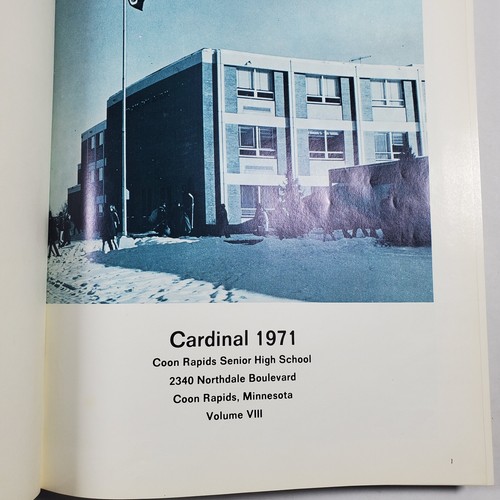 Cardinal 1971
Coon Rapids Senior High School
2340 Northdale Boulevard
Coon Rapids, Minnesota
Volume VIII
1